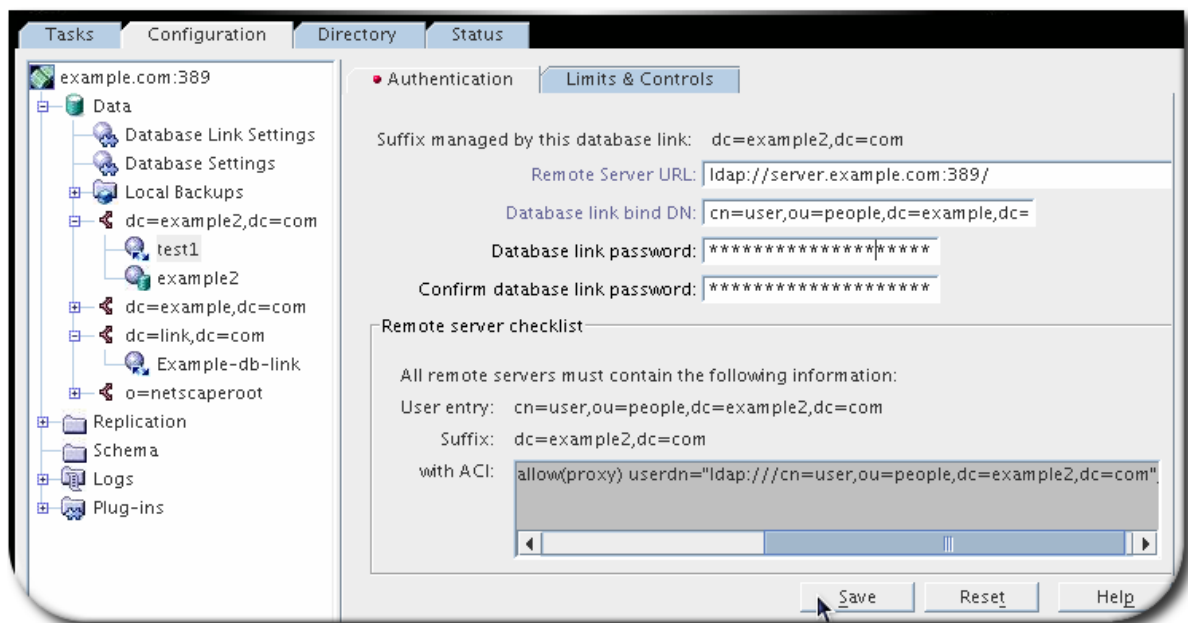 Tasks Configuration Directory Status
example.com:389
Data
Database Link Settings
Database Settings
Local Backups
dc=example2,dc=com
test1
example2
dc=example,dc=com
dc=link,dc=com
Example-db-link
o=netscaperoot
Replication
Schema
Logs
Plug-ins
Authentication Limits & Controls
Suffix managed by this database link: dc=example2,dc=com
Remote Server URL: ldap://server.example.com:389/
Database link bind DN: cn=user,ou=people,dc=example,dc=
Database link password: ********************
Confirm database link password: ********************
Remote server checklist
All remote servers must contain the following information:
User entry: cn=user,ou=people,dc=example2,dc=com
Suffix: dc=example2,dc=com
with ACI: allow(proxy) userdn="ldap:///cn=user,ou=people,dc=example2,dc=com"
Save Reset Help